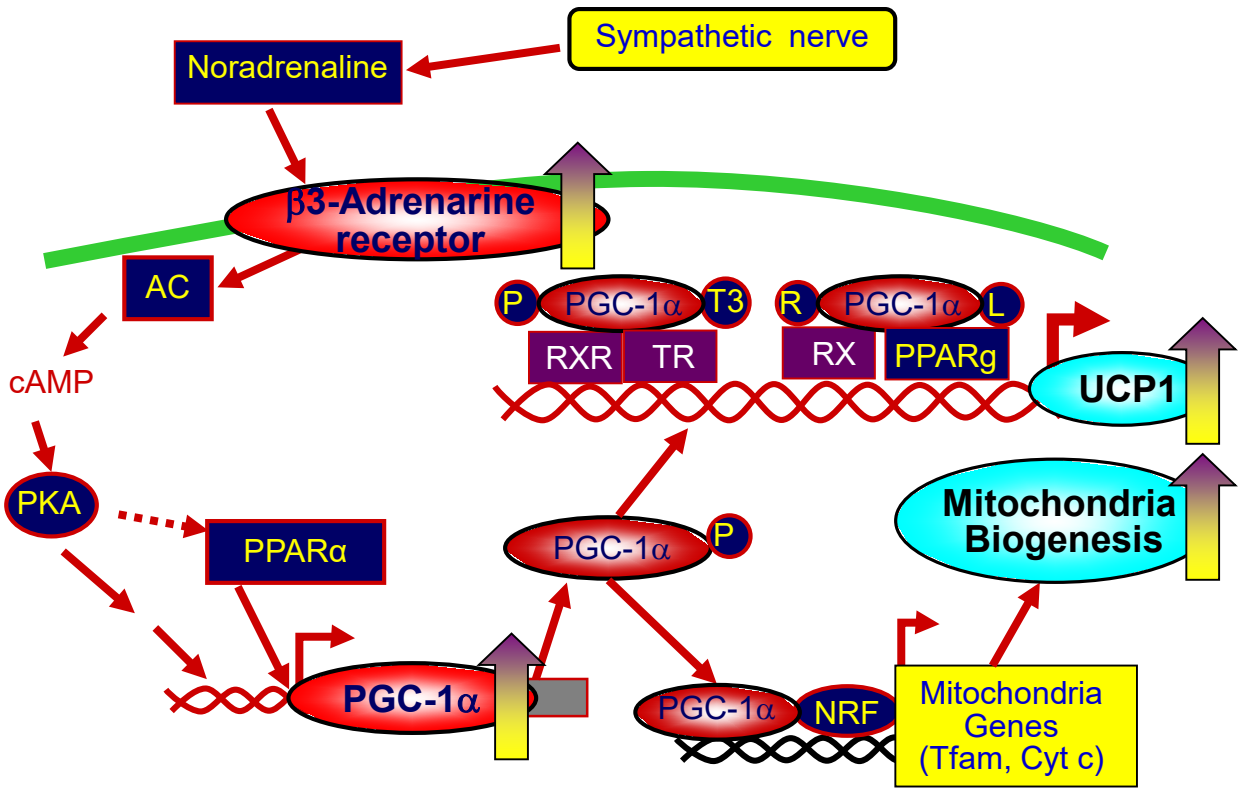 Sympathetic nerve
Noradrenaline
β3-Adrenarine
receptor
AC
cAMP
PKA
PPARα
PGC-1α
P
PGC-1α
T3
RXR
TR
R
PGC-1α
L
RX
PPARg
UCP1
PGC-1α
P
Mitochondria
Biogenesis
PGC-1α
NRF
Mitochondria
Genes
(Tfam, Cyt c)